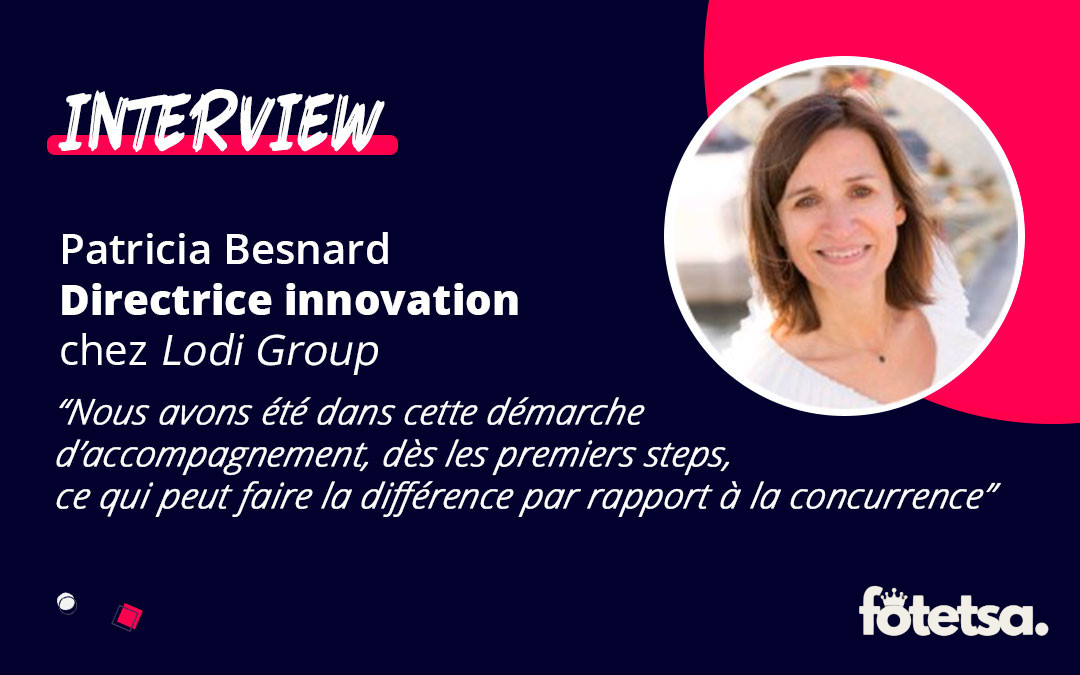 INTERVIEW
Patricia Besnard
Directrice innovation
chez Lodi Group
“Nous avons été dans cette démarche
d’accompagnement, dès les premiers steps,
ce qui peut faire la différence par rapport à la concurrence”
fötetsa.